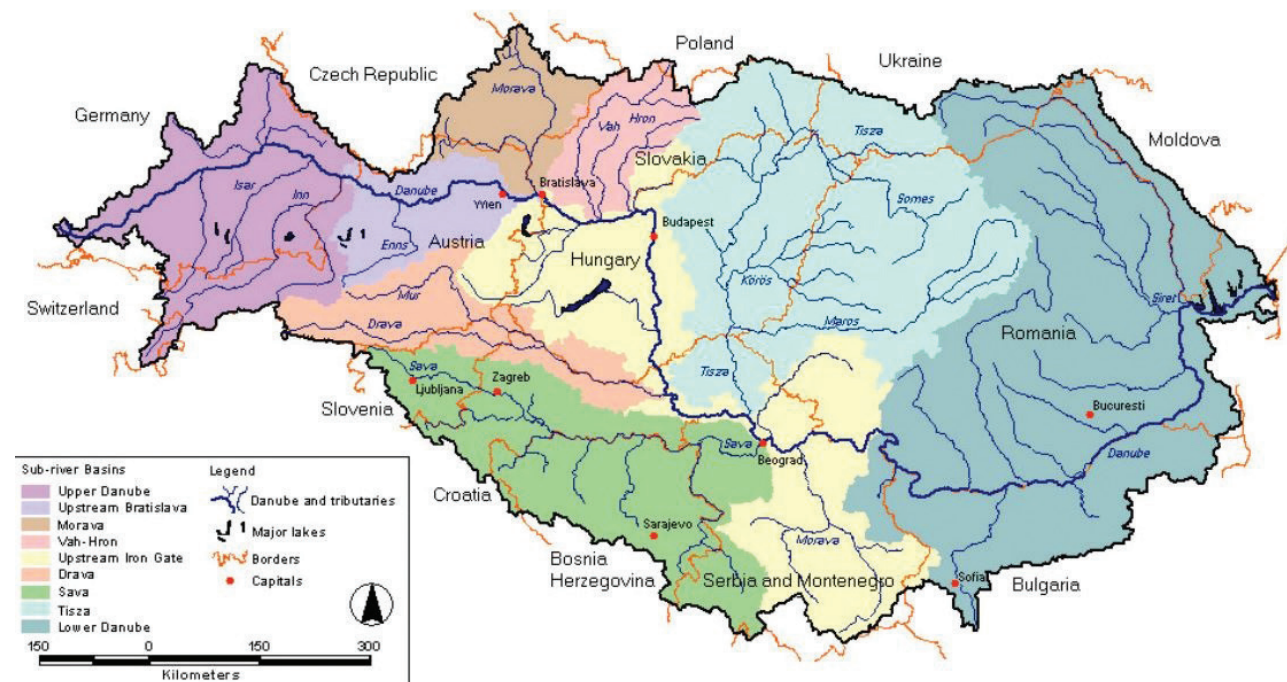 Poland
Ukraine
Czech Republic
Germany
Morava
Vah
Hron
Tisza
Moldova
Slovakia
Isar
Inn
Danube
Wien
Bratislava
Somes
Enns
Austria
Budapest
Hungary
Körös
Switzerland
Mur
Drava
Maros
Siret
Romania
Sava
Ljubljana
Zagreb
Tisza
Slovenia
Bucuresti
Sava
Beograd
Danube
Croatia
Sarajevo
Morava
Bosnia
Herzegovina
Serbia and Montenegro
Sofia
Bulgaria
Sub-river Basins
Upper Danube
Upstream Bratislava
Morava
Vah-Hron
Upstream Iron Gate
Drava
Sava
Tisza
Lower Danube
Legend
Danube and tributaries
Major lakes
Borders
Capitals
150 0 150 300
Kilometers